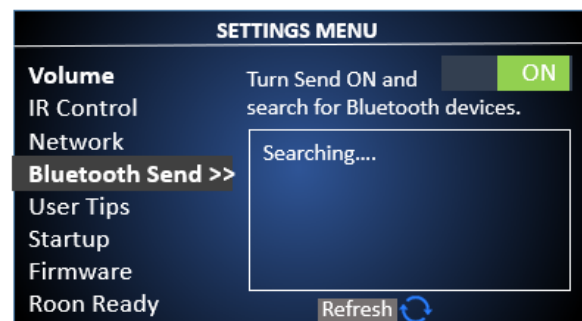 SETTINGS MENU
Volume
IR Control
Network
Bluetooth Send >>
User Tips
Startup
Firmware
Roon Ready
Turn Send ON and
search for Bluetooth devices.
ON
Searching....
Refresh